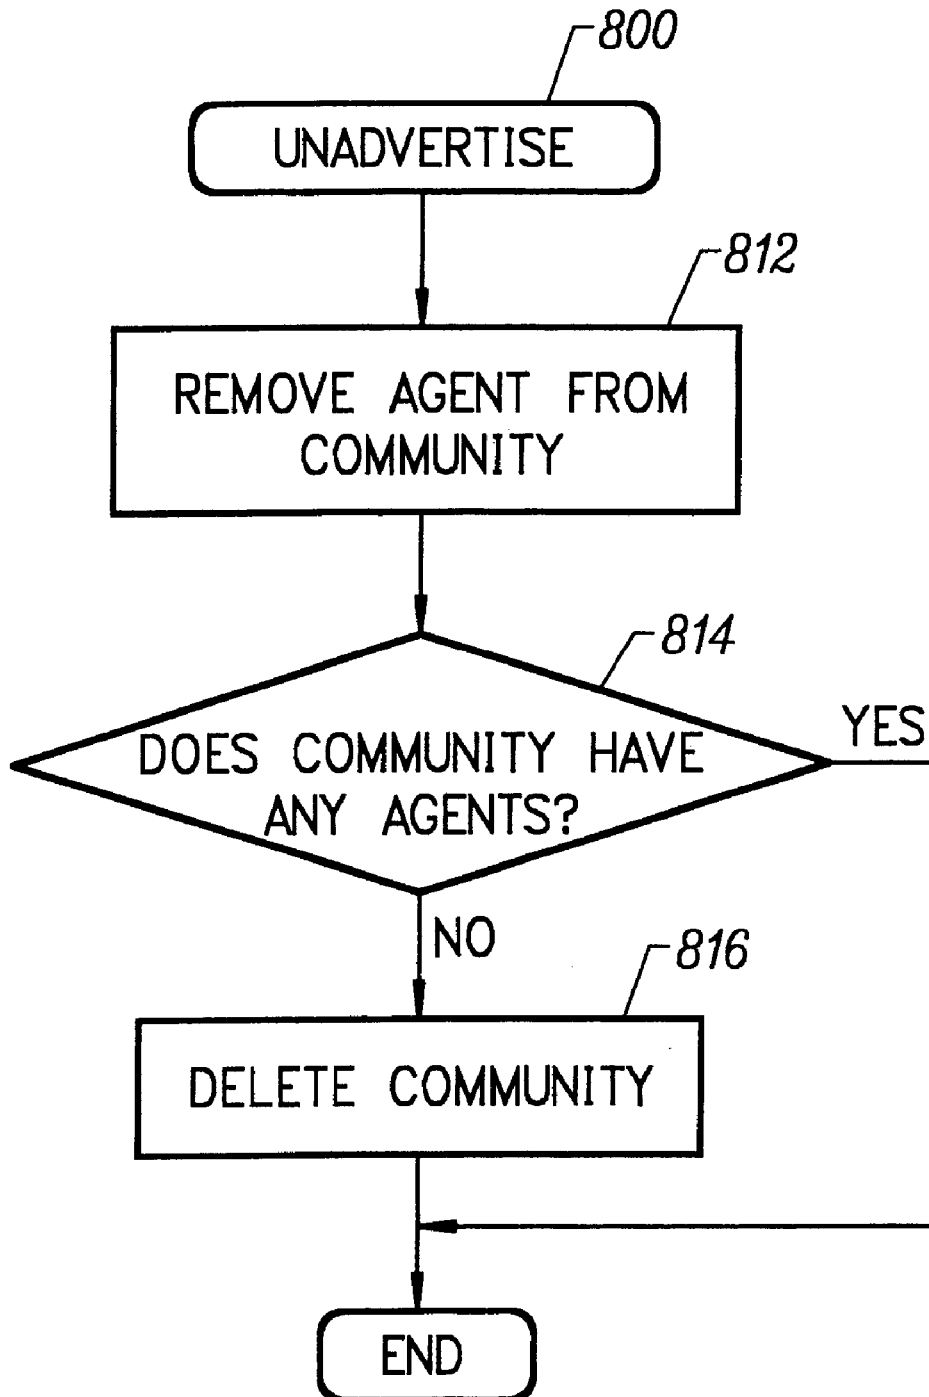 800
UNADVERTISE
812
REMOVE AGENT FROM
COMMUNITY
814
YES
DOES COMMUNITY HAVE
ANY AGENTS?
NO
816
DELETE COMMUNITY
END